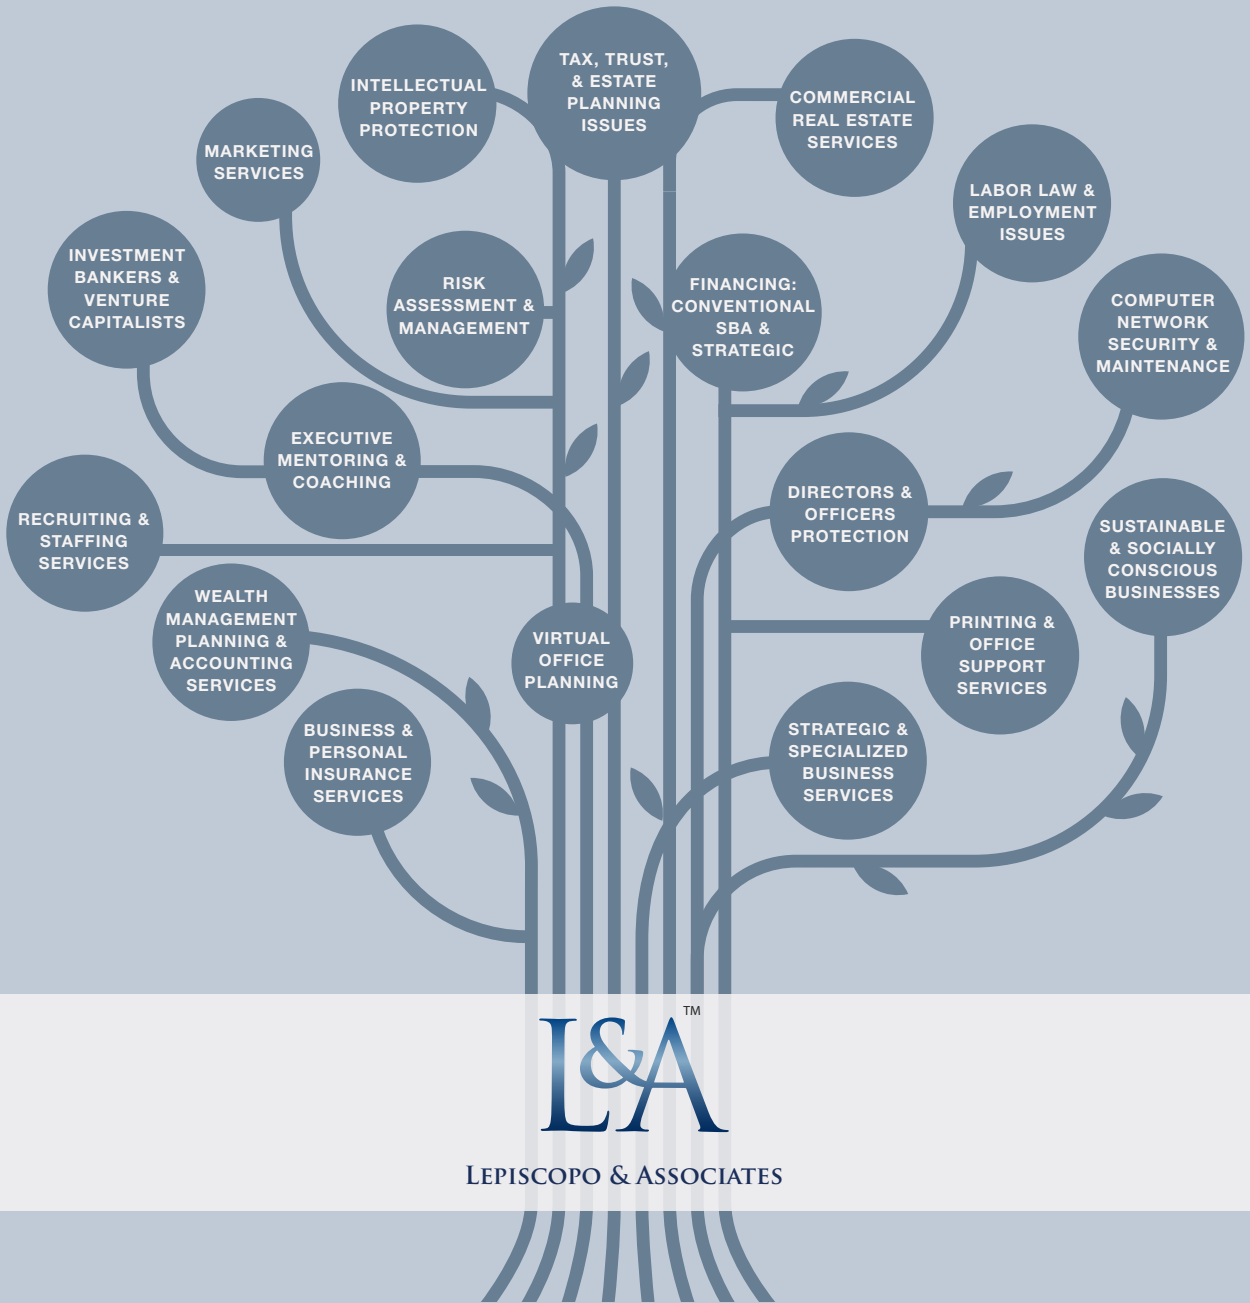 TAX, TRUST,
& ESTATE
PLANNING
ISSUES
INTELLECTUAL
PROPERTY
PROTECTION
COMMERCIAL
REAL ESTATE
SERVICES
MARKETING
SERVICES
LABOR LAW &
EMPLOYMENT
ISSUES
INVESTMENT
BANKERS &
VENTURE
CAPITALISTS
RISK
ASSESSMENT &
MANAGEMENT
FINANCING:
CONVENTIONAL
SBA &
STRATEGIC
COMPUTER
NETWORK
SECURITY &
MAINTENANCE
EXECUTIVE
MENTORING &
COACHING
DIRECTORS &
OFFICERS
PROTECTION
RECRUITING &
STAFFING
SERVICES
SUSTAINABLE
& SOCIALLY
CONSCIOUS
BUSINESSES
WEALTH
MANAGEMENT
PLANNING &
ACCOUNTING
SERVICES
VIRTUAL
OFFICE
PLANNING
PRINTING &
OFFICE
SUPPORT
SERVICES
BUSINESS &
PERSONAL
INSURANCE
SERVICES
STRATEGIC &
SPECIALIZED
BUSINESS
SERVICES
L&A™
LEPISCOPO & ASSOCIATES